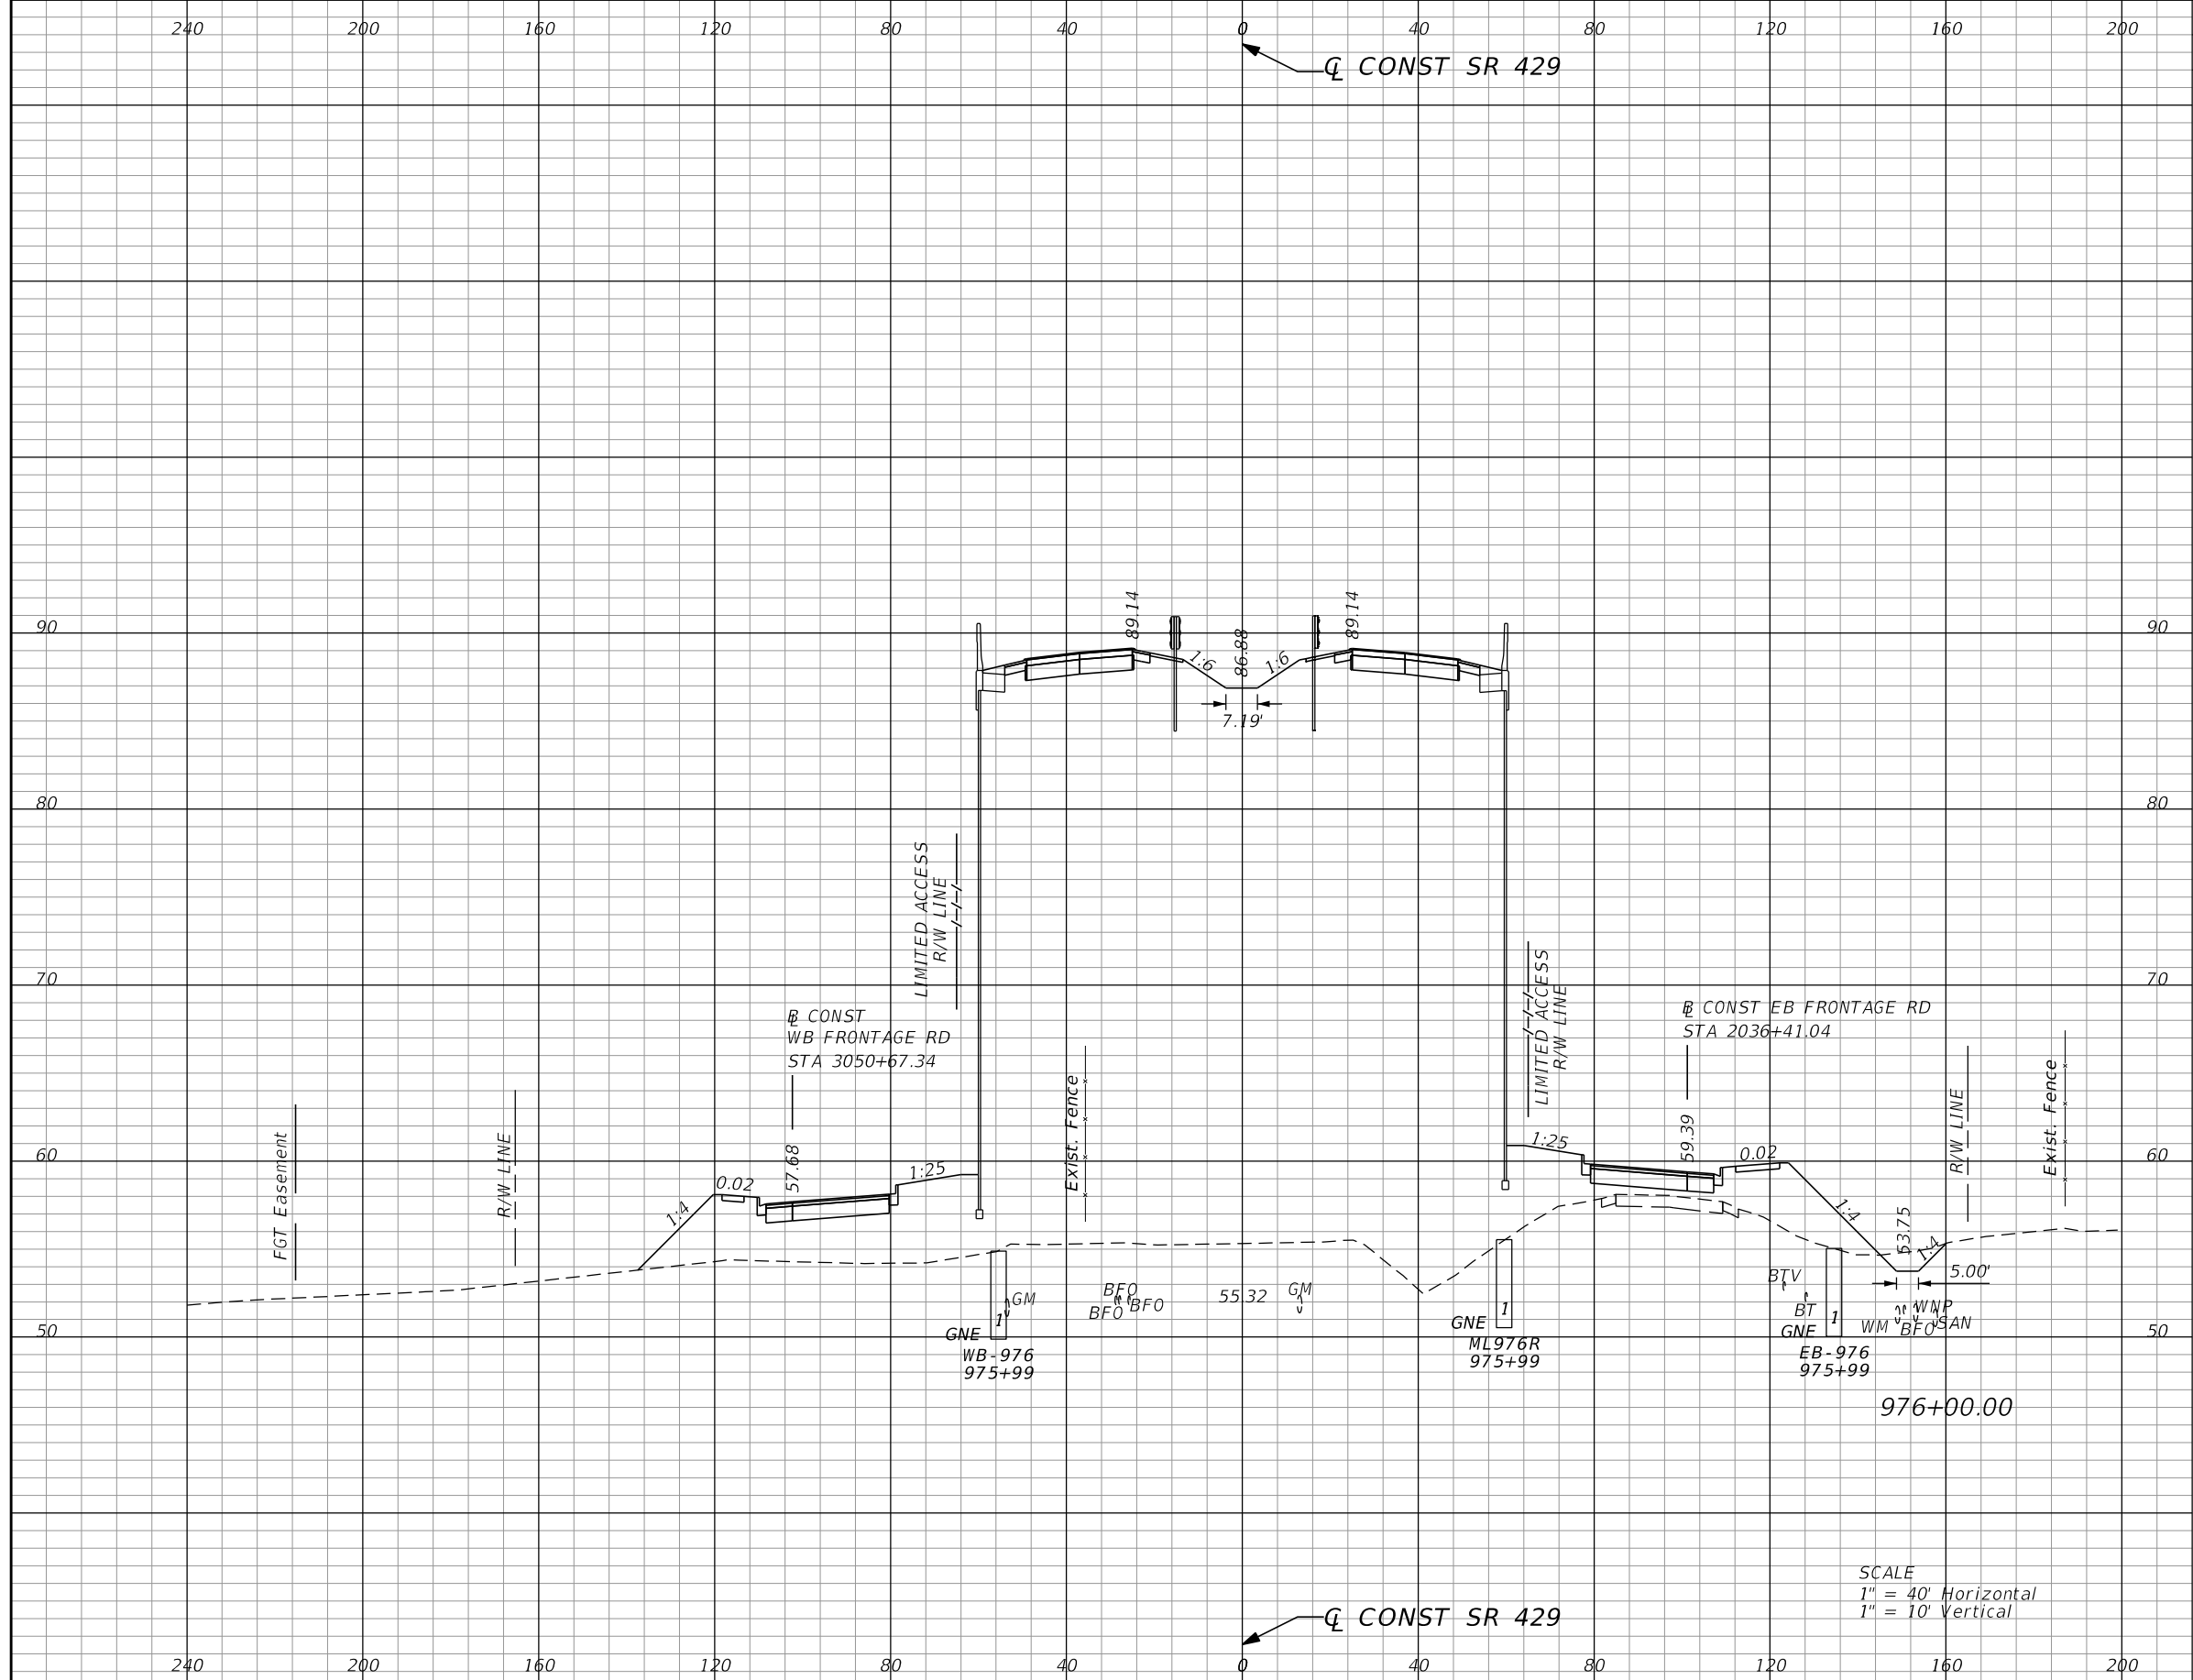 240 200 160 120 80 40 0 40 80 120 160 200
℄ CONST SR 429
90 90
89.14
89.14
86.88
1:6
1:6
7.19'
80 80
LIMITED ACCESS
R/W LINE
LIMITED ACCESS
R/W LINE
70 70
℄ CONST
WB FRONTAGE RD
STA 3050+67.34
℄ CONST EB FRONTAGE RD
STA 2036+41.04
FGT Easement
R/W LINE
Exist. Fence
R/W LINE
Exist. Fence
60 60
57.68
59.39
1:4
0.02
1:25
1:25
0.02
1:4
53.75
1:4
5.00'
GM
BFO
BFO
BFO
55.32
GM
BTV
BT
WM
BFO
WNP
SAN
50 50
1
GNE
WB-976
975+99
1
GNE
ML976R
975+99
1
GNE
EB-976
975+99
976+00.00
SCALE
1" = 40' Horizontal
1" = 10' Vertical
℄ CONST SR 429
240 200 160 120 80 40 0 40 80 120 160 200